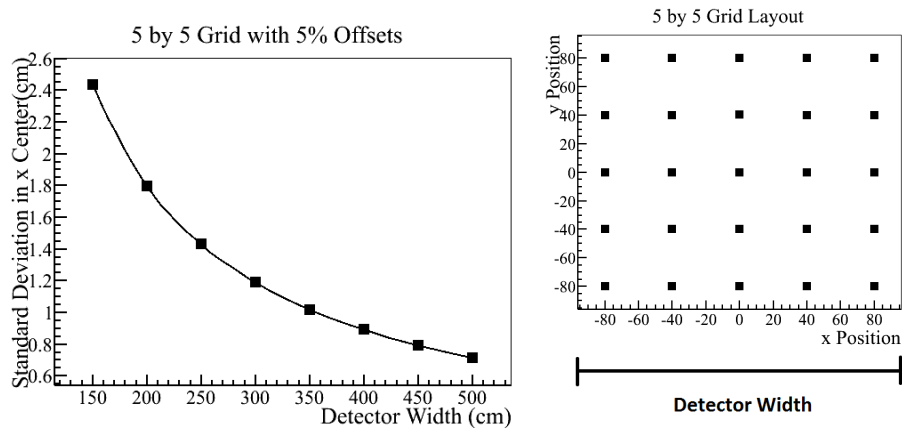 5 by 5 Grid with 5% Offsets
Standard Deviation in x Center(cm)
2.6
2.4
2.2
2
1.8
1.6
1.4
1.2
1
0.8
0.6
150 200 250 300 350 400 450 500
Detector Width (cm)
5 by 5 Grid Layout
y Position
80
60
40
20
0
-20
-40
-60
-80
-80 -60 -40 -20 0 20 40 60 80
x Position
Detector Width